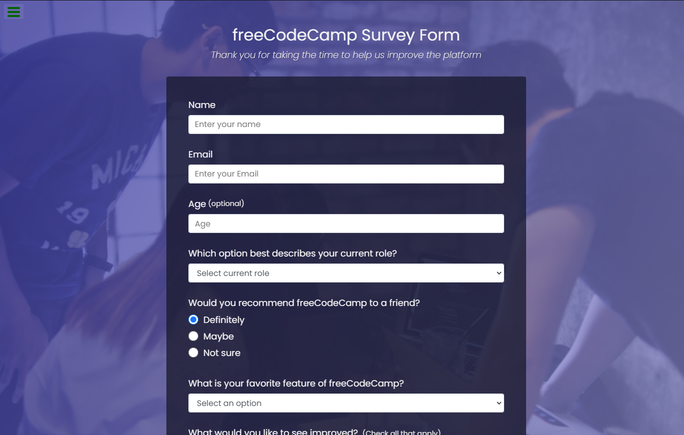 freeCodeCamp Survey Form
Thank you for taking the time to help us improve the platform
Name
Enter your name
Email
Enter your Email
Age (optional)
Age
Which option best describes your current role?
Select current role
Would you recommend freeCodeCamp to a friend?
Definitely
Maybe
Not sure
What is your favorite feature of freeCodeCamp?
Select an option
What would you like to see improved? (Check all that apply)